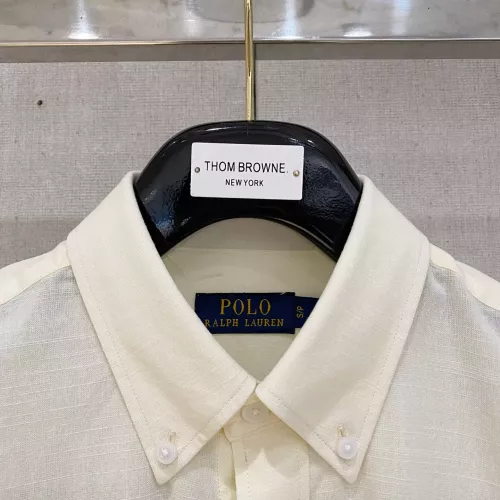 THOM BROWNE.
NEW YORK
POLO
RALPH LAUREN
S/P